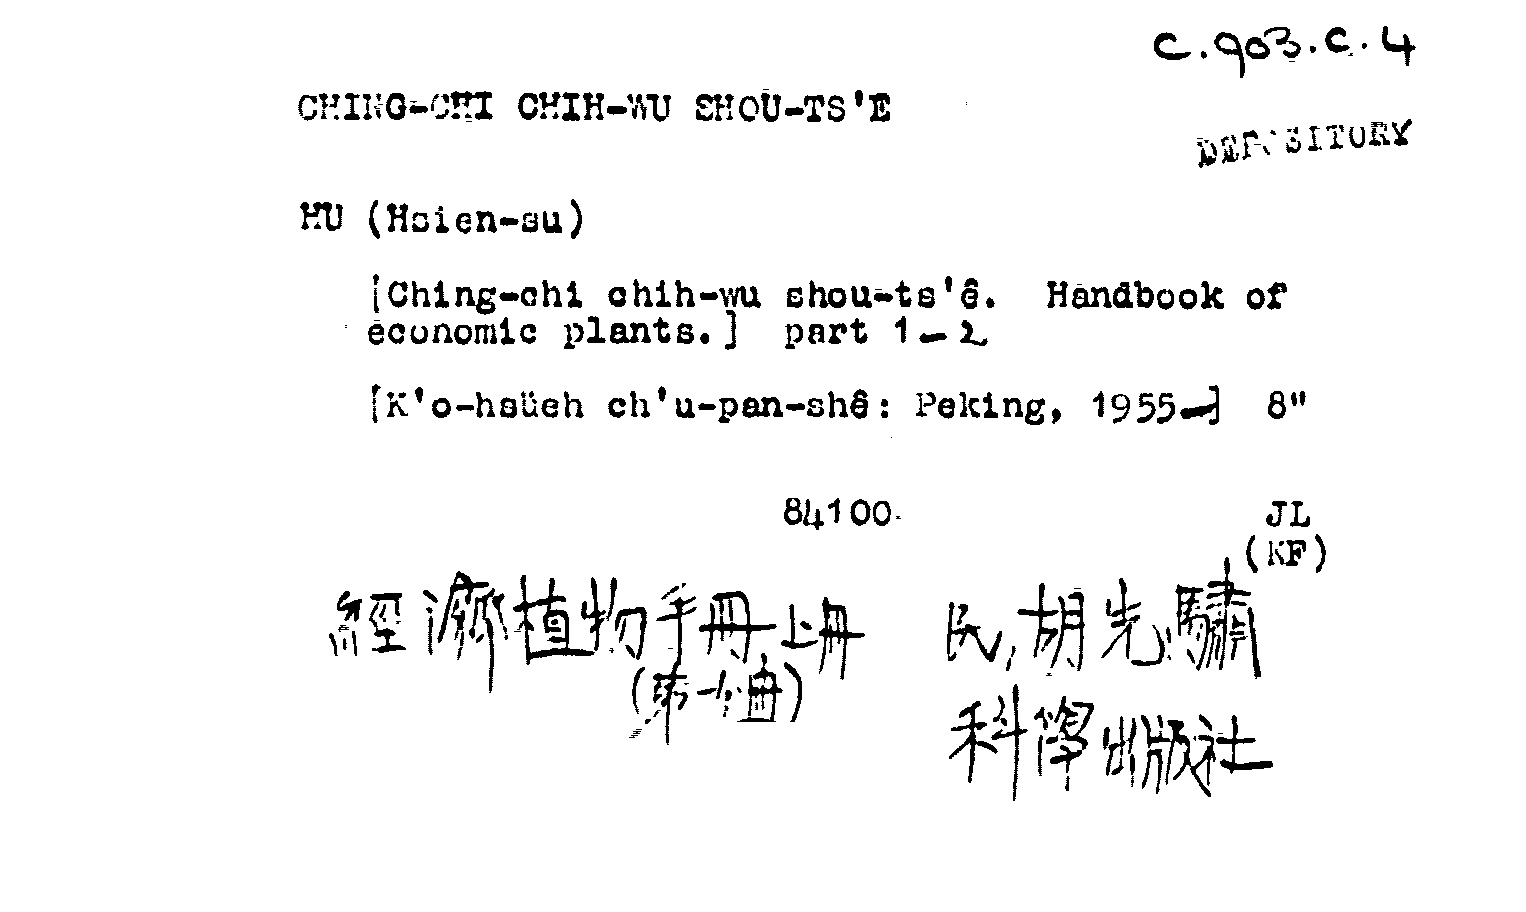 C.903.c.4
CHING-CHI CHIH-WU SHOU-TS'E
DEPOSITORY
HU (Hsien-su)
[Ching-chi chih-wu shou-ts'ê. Handbook of
economic plants.] part 1-2
[K'o-hsüeh ch'u-pan-shê: Peking, 1955-] 8"
84100
JL
(KF)
經濟植物手冊上冊 民,胡先驌
(第一冊)
科學出版社